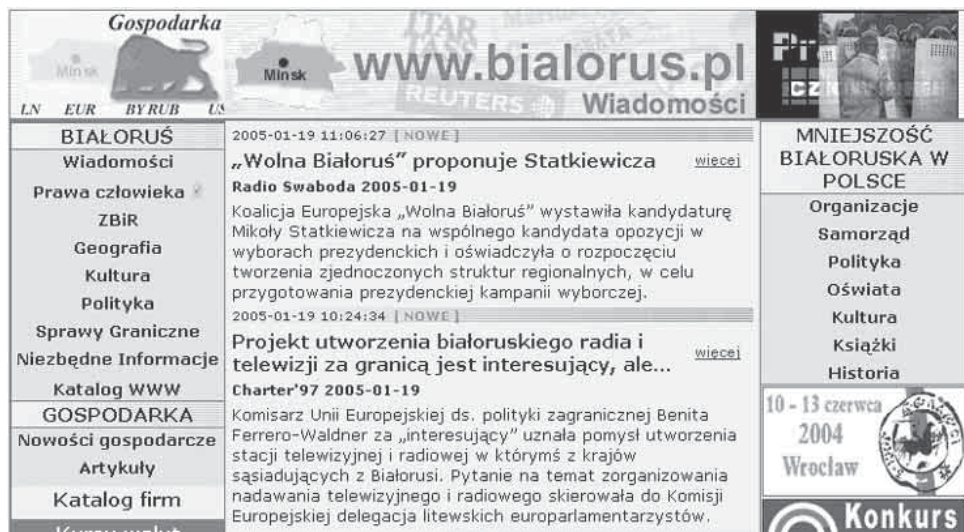 Gospodarka
Mińsk
LN EUR BYRUB US
Mińsk
ITAR
TASS
www.bialorus.pl
REUTERS
Wiadomości
BIAŁORUŚ
Wiadomości
Prawa człowieka
ZBiR
Geografia
Kultura
Polityka
Sprawy Graniczne
Niezbędne Informacje
Katalog WWW
GOSPODARKA
Nowości gospodarcze
Artykuły
Katalog firm
Kursy walut
2005-01-19 11:06:27 [ NOWE ]
„Wolna Białoruś” proponuje Statkiewicza więcej
Radio Swaboda 2005-01-19
Koalicja Europejska „Wolna Białoruś” wystawiła kandydaturę
Mikoły Statkiewicza na wspólnego kandydata opozycji w
wyborach prezydenckich i oświadczyła o rozpoczęciu
tworzenia zjednoczonych struktur regionalnych, w celu
przygotowania prezydenckiej kampanii wyborczej.
2005-01-19 10:24:34 [ NOWE ]
Projekt utworzenia białoruskiego radia i
telewizji za granicą jest interesujący, ale... więcej
Charter'97 2005-01-19
Komisarz Unii Europejskiej ds. polityki zagranicznej Benita
Ferrero-Waldner za „interesujący” uznała pomysł utworzenia
stacji telewizyjnej i radiowej w którymś z krajów
sąsiadujących z Białorusi. Pytanie na temat zorganizowania
nadawania telewizyjnego i radiowego skierowała do Komisji
Europejskiej delegacja litewskich europarlamentarzystów.
MNIEJSZOŚĆ
BIAŁORUSKA W
POLSCE
Organizacje
Samorząd
Polityka
Oświata
Kultura
Książki
Historia
10 - 13 czerwca
2004
Wrocław
Konkurs